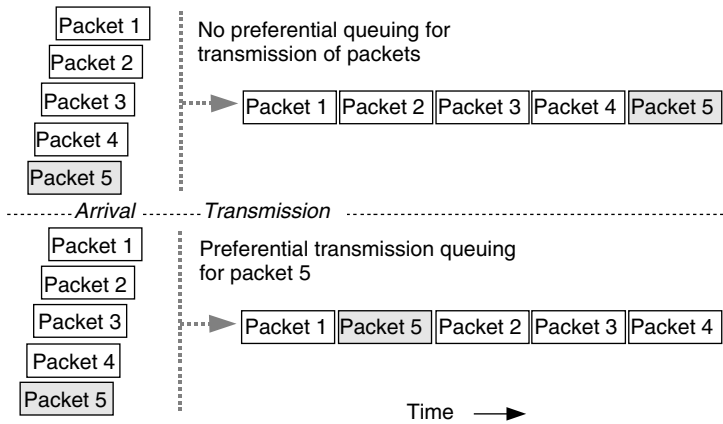 Packet 1
Packet 2
Packet 3
Packet 4
Packet 5
No preferential queuing for
transmission of packets
Packet 1 Packet 2 Packet 3 Packet 4 Packet 5
Arrival Transmission
Packet 1
Packet 2
Packet 3
Packet 4
Packet 5
Preferential transmission queuing
for packet 5
Packet 1 Packet 5 Packet 2 Packet 3 Packet 4
Time